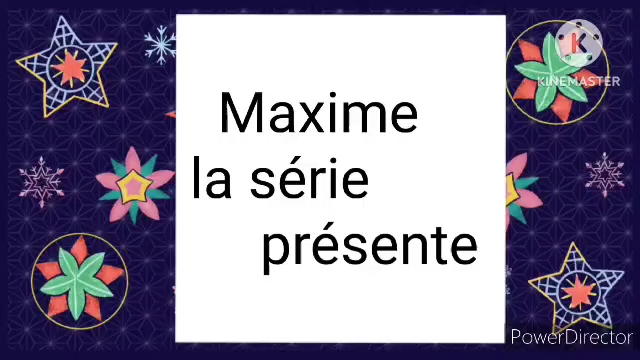 Maxime
la série
présente
KINEMASTER
PowerDirector